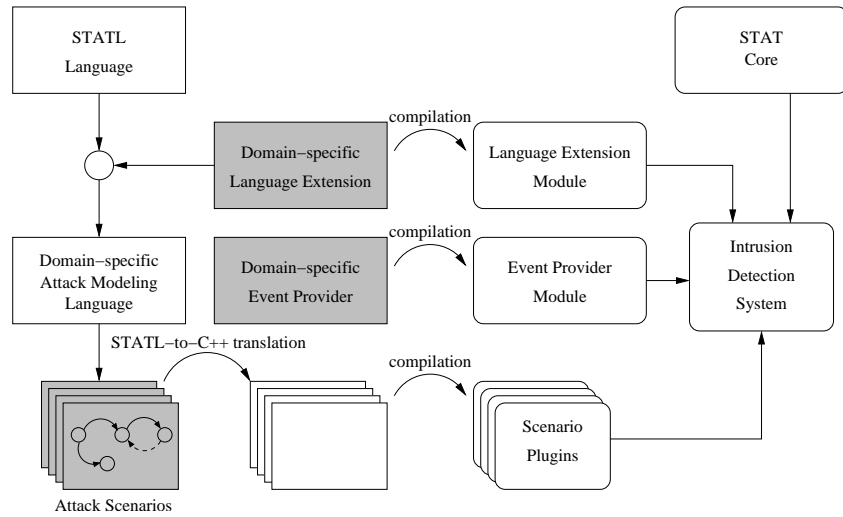 STATL
Language
STAT
Core
compilation
Domain−specific
Language Extension
Language Extension
Module
compilation
Domain−specific
Attack Modeling
Language
Domain−specific
Event Provider
Event Provider
Module
Intrusion
Detection
System
STATL−to−C++ translation
compilation
Scenario
Plugins
Attack Scenarios